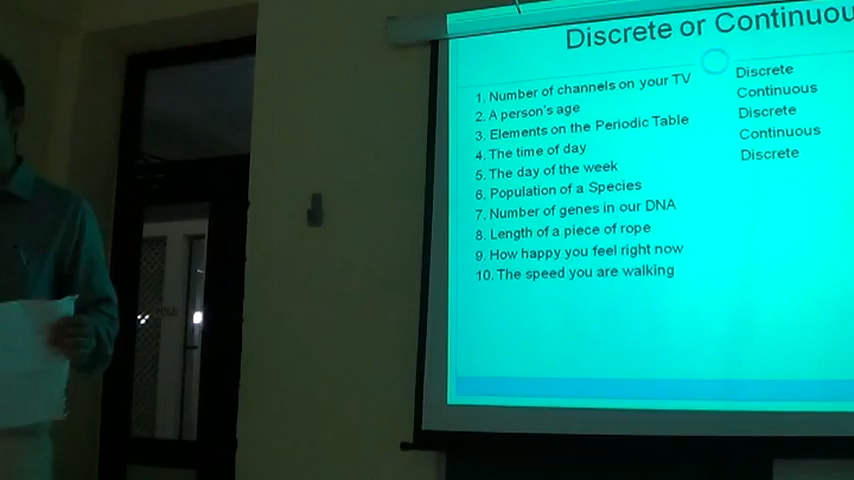 Discrete or Continuou
1. Number of channels on your TV Discrete
2. A person's age Continuous
3. Elements on the Periodic Table Discrete
4. The time of day Continuous
5. The day of the week Discrete
6. Population of a Species
7. Number of genes in our DNA
8. Length of a piece of rope
9. How happy you feel right now
10. The speed you are walking